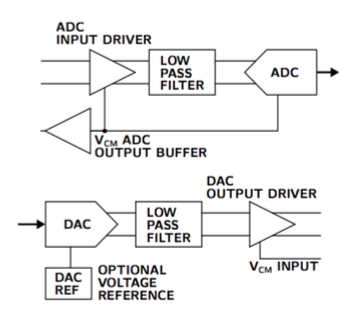 ADC
INPUT DRIVER
LOW
PASS
FILTER
ADC
VCM ADC
OUTPUT BUFFER
DAC
OUTPUT DRIVER
DAC
LOW
PASS
FILTER
VCM INPUT
DAC
REF
OPTIONAL
VOLTAGE
REFERENCE